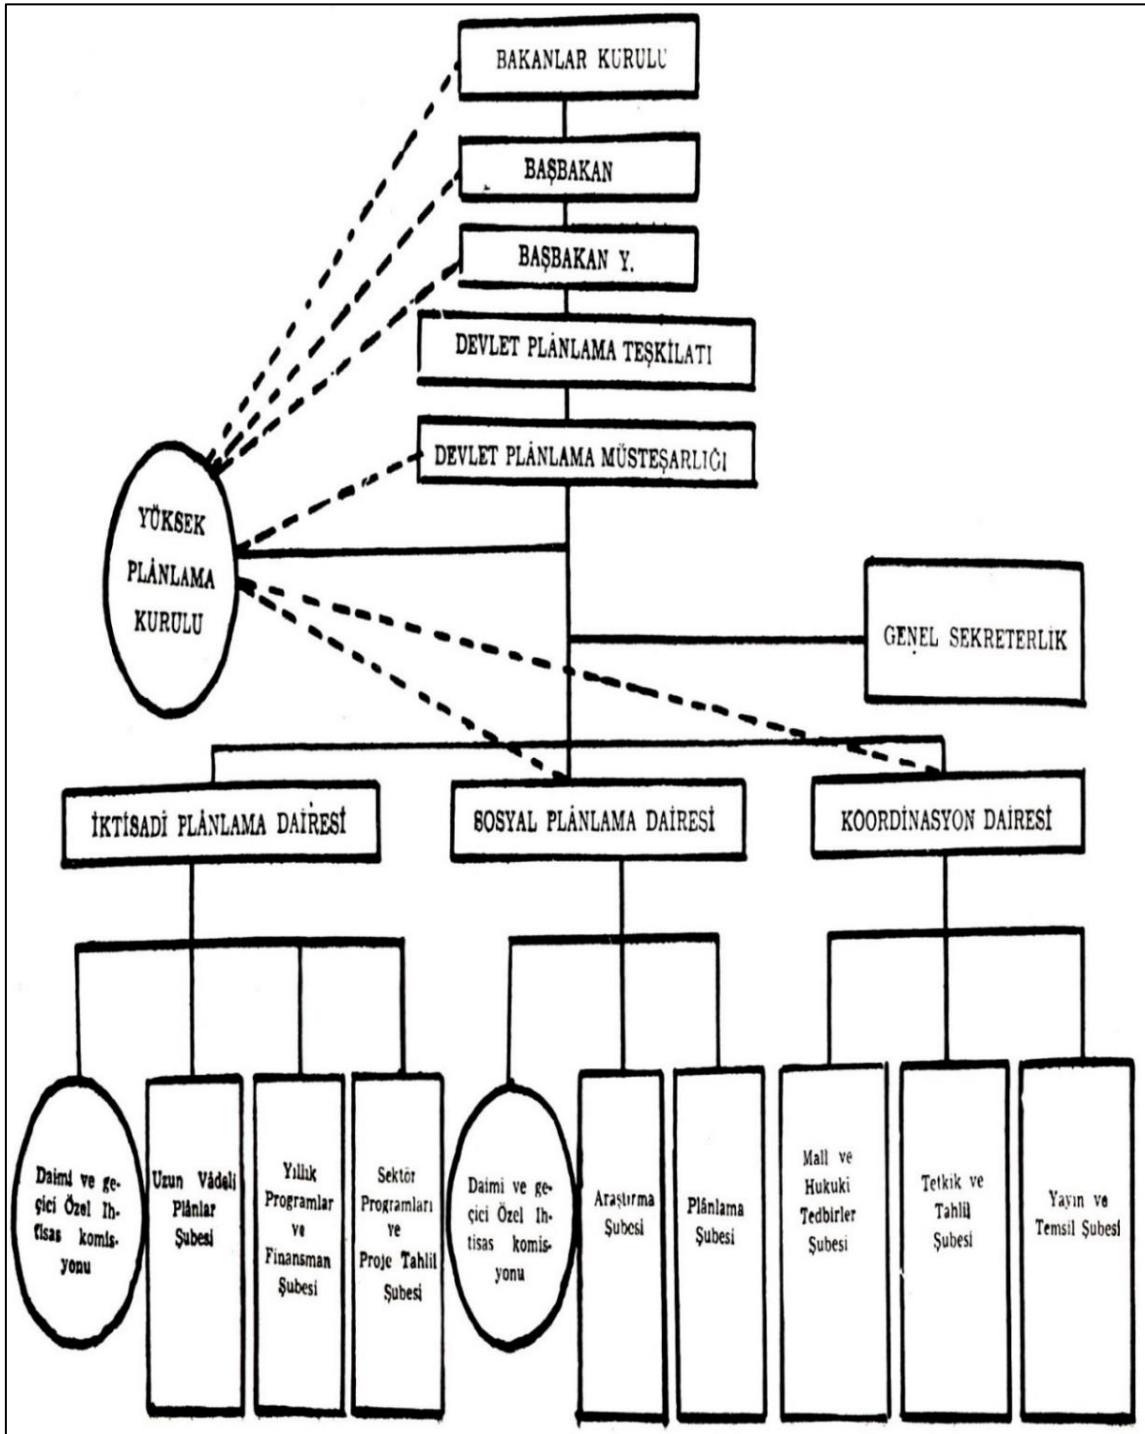 BAKANLAR KURULU
BAŞBAKAN
BAŞBAKAN Y.
DEVLET PLÂNLAMA TEŞKİLATI
DEVLET PLÂNLAMA MÜSTEŞARLIĞI
YÜKSEK
PLÂNLAMA
KURULU
GENEL SEKRETERLİK
İKTİSADİ PLÂNLAMA DAİRESİ
SOSYAL PLÂNLAMA DAİRESİ
KOORDİNASYON DAİRESİ
Daimi ve ge-
çici Özel Ih-
tisas komis-
yonu
Uzun Vâdeli
Plânlar
Şubesi
Yıllık
Programlar
ve
Finansman
Şubesi
Sektör
Programları
ve
Proje Tahlil
Şubesi
Daimi ve ge-
çici Özel Ih-
tisas komis-
yonu
Araştırma
Şubesi
Plânlama
Şubesi
Mall ve
Hukuki
Tedbirler
Şubesi
Tetkik ve
Tahlil
Şubesi
Yayın ve
Temsil Şubesi